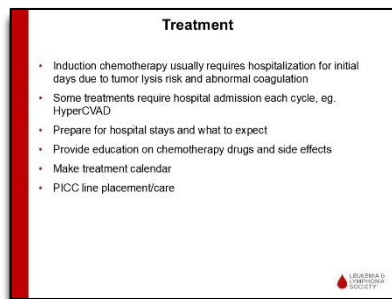 Treatment
• Induction chemotherapy usually requires hospitalization for initial
days due to tumor lysis risk and abnormal coagulation
• Some treatments require hospital admission each cycle, eg.
HyperCVAD
• Prepare for hospital stays and what to expect
• Provide education on chemotherapy drugs and side effects
• Make treatment calendar
• PICC line placement/care
LEUKEMIA &
LYMPHOMA
SOCIETY